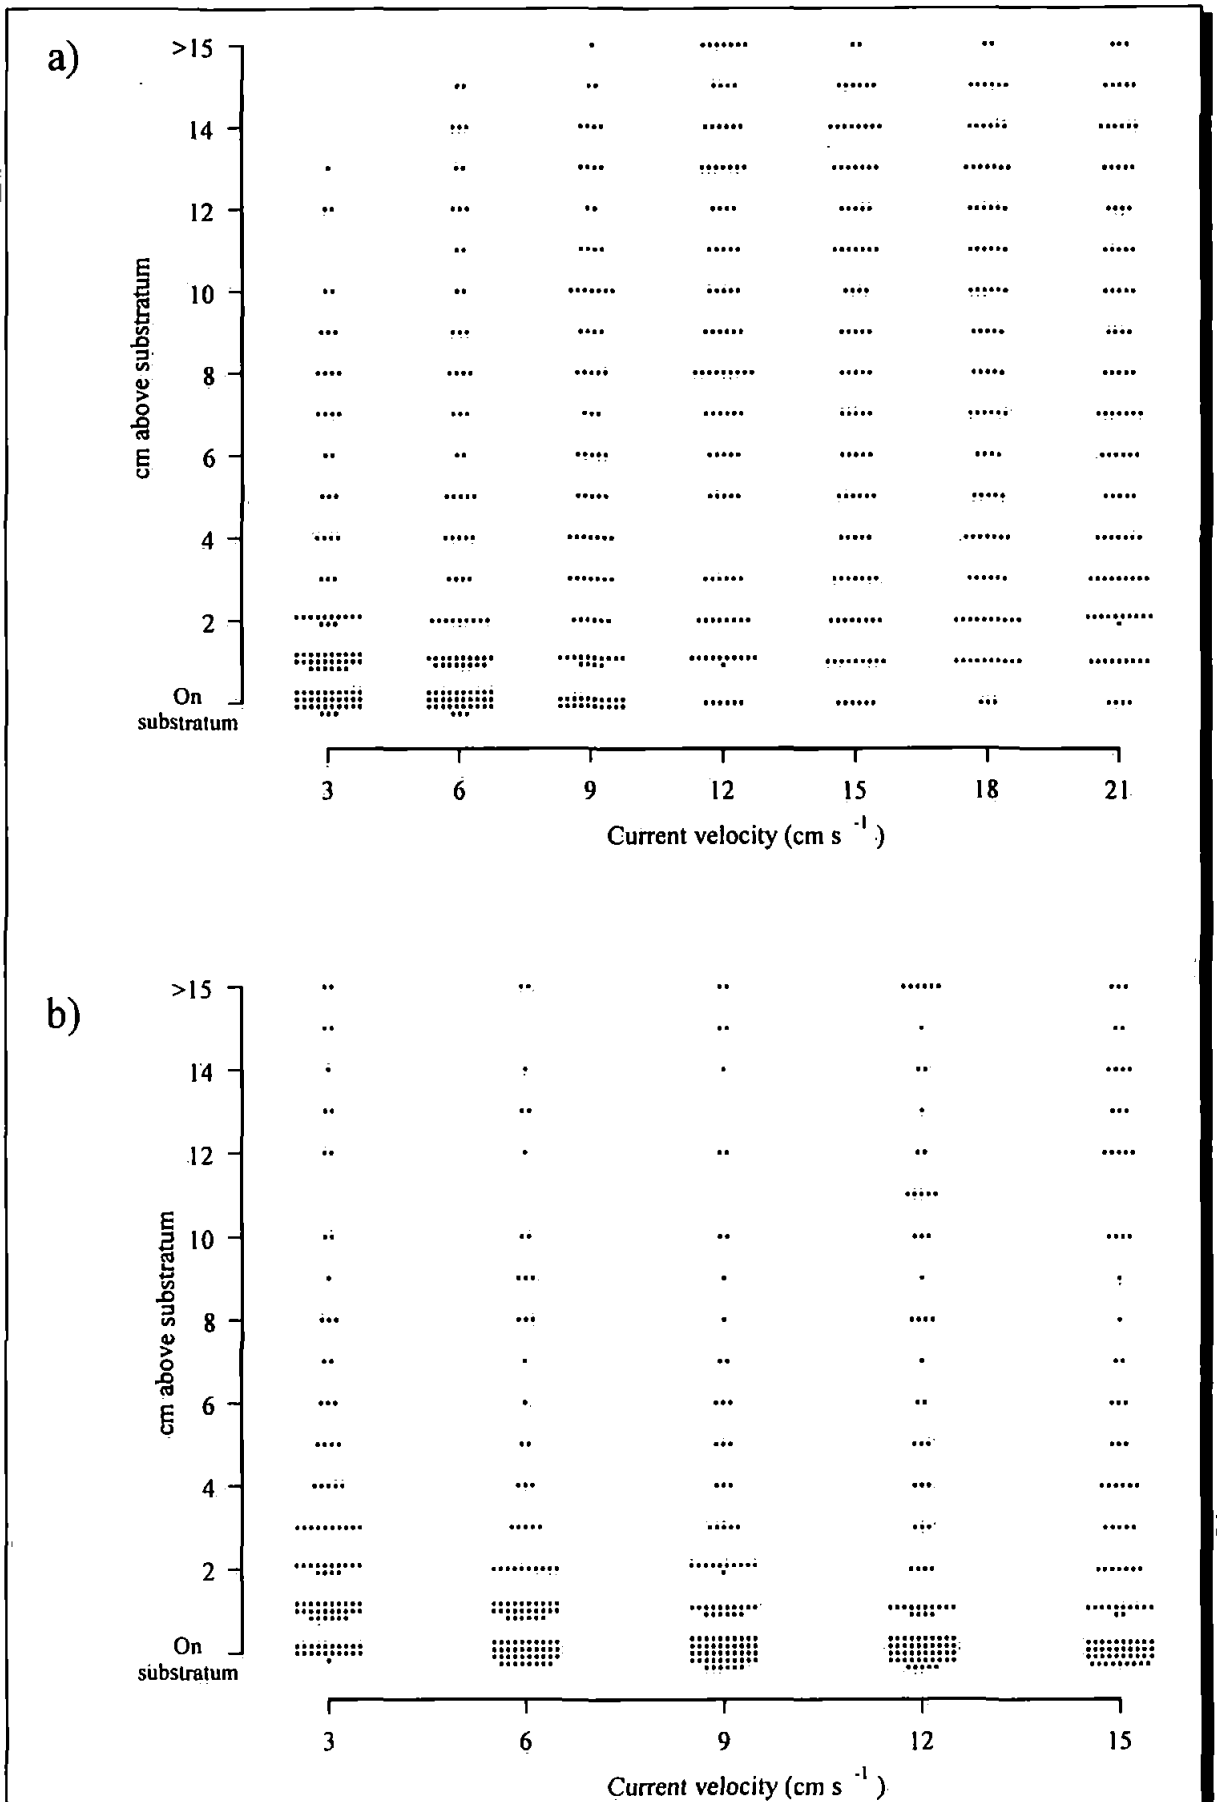 a)
>15
14
12
10
8
6
4
2
On
substratum
cm above substratum
3 6 9 12 15 18 21
Current velocity (cm s -1 )
b)
>15
14
12
10
8
6
4
2
On
substratum
cm above substratum
3 6 9 12 15
Current velocity (cm s -1 )